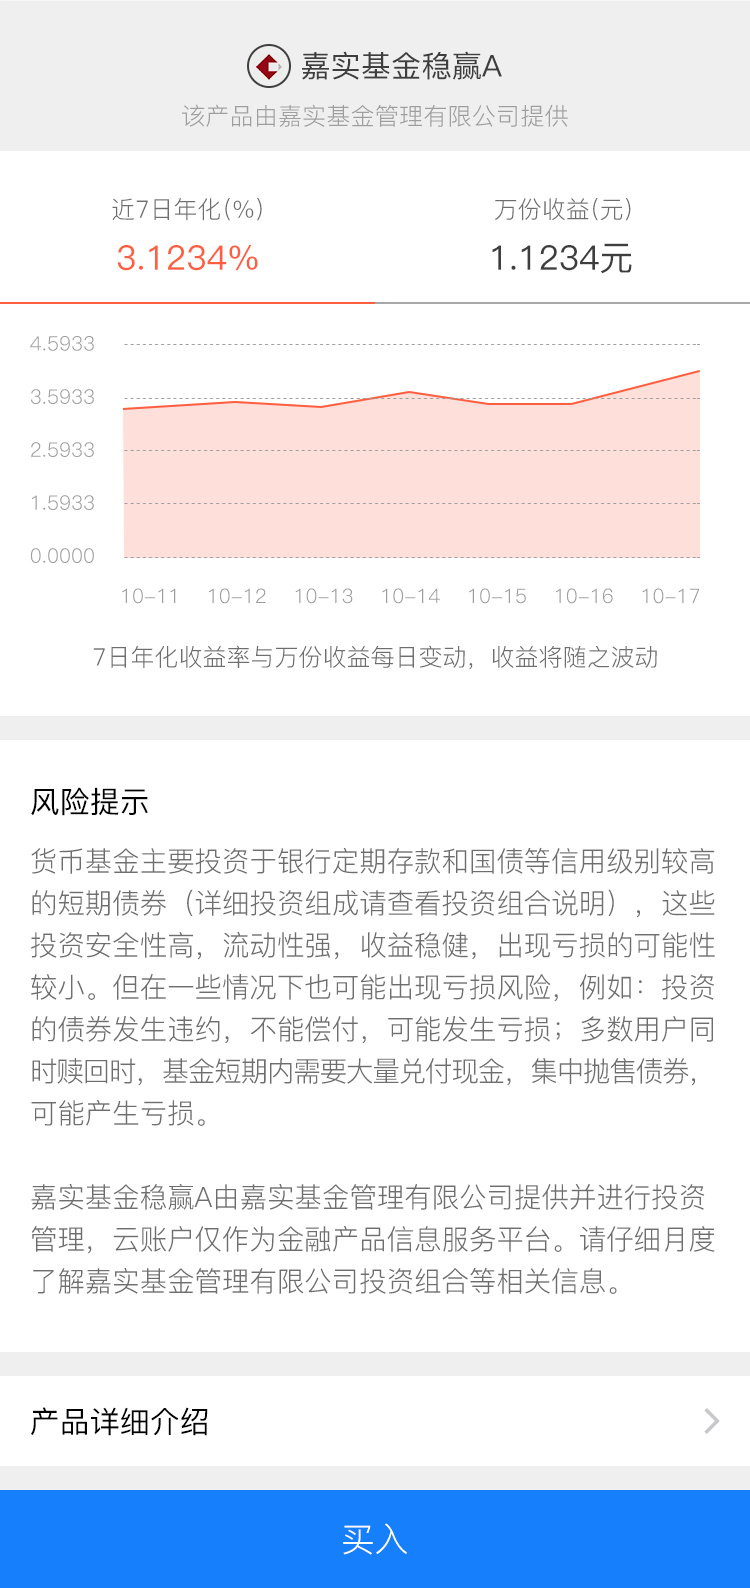 嘉实基金稳赢A
该产品由嘉实基金管理有限公司提供
近7日年化(%)
万份收益(元)
3.1234%
1.1234元
4.5933
3.5933
2.5933
1.5933
0.0000
10-11 10-12 10-13 10-14 10-15 10-16 10-17
7日年化收益率与万份收益每日变动，收益将随之波动
风险提示
货币基金主要投资于银行定期存款和国债等信用级别较高
的短期债券（详细投资组成请查看投资组合说明），这些
投资安全性高，流动性强，收益稳健，出现亏损的可能性
较小。但在一些情况下也可能出现亏损风险，例如：投资
的债券发生违约，不能偿付，可能发生亏损；多数用户同
时赎回时，基金短期内需要大量兑付现金，集中抛售债券，
可能产生亏损。
嘉实基金稳赢A由嘉实基金管理有限公司提供并进行投资
管理，云账户仅作为金融产品信息服务平台。请仔细月度
了解嘉实基金管理有限公司投资组合等相关信息。
产品详细介绍
买入